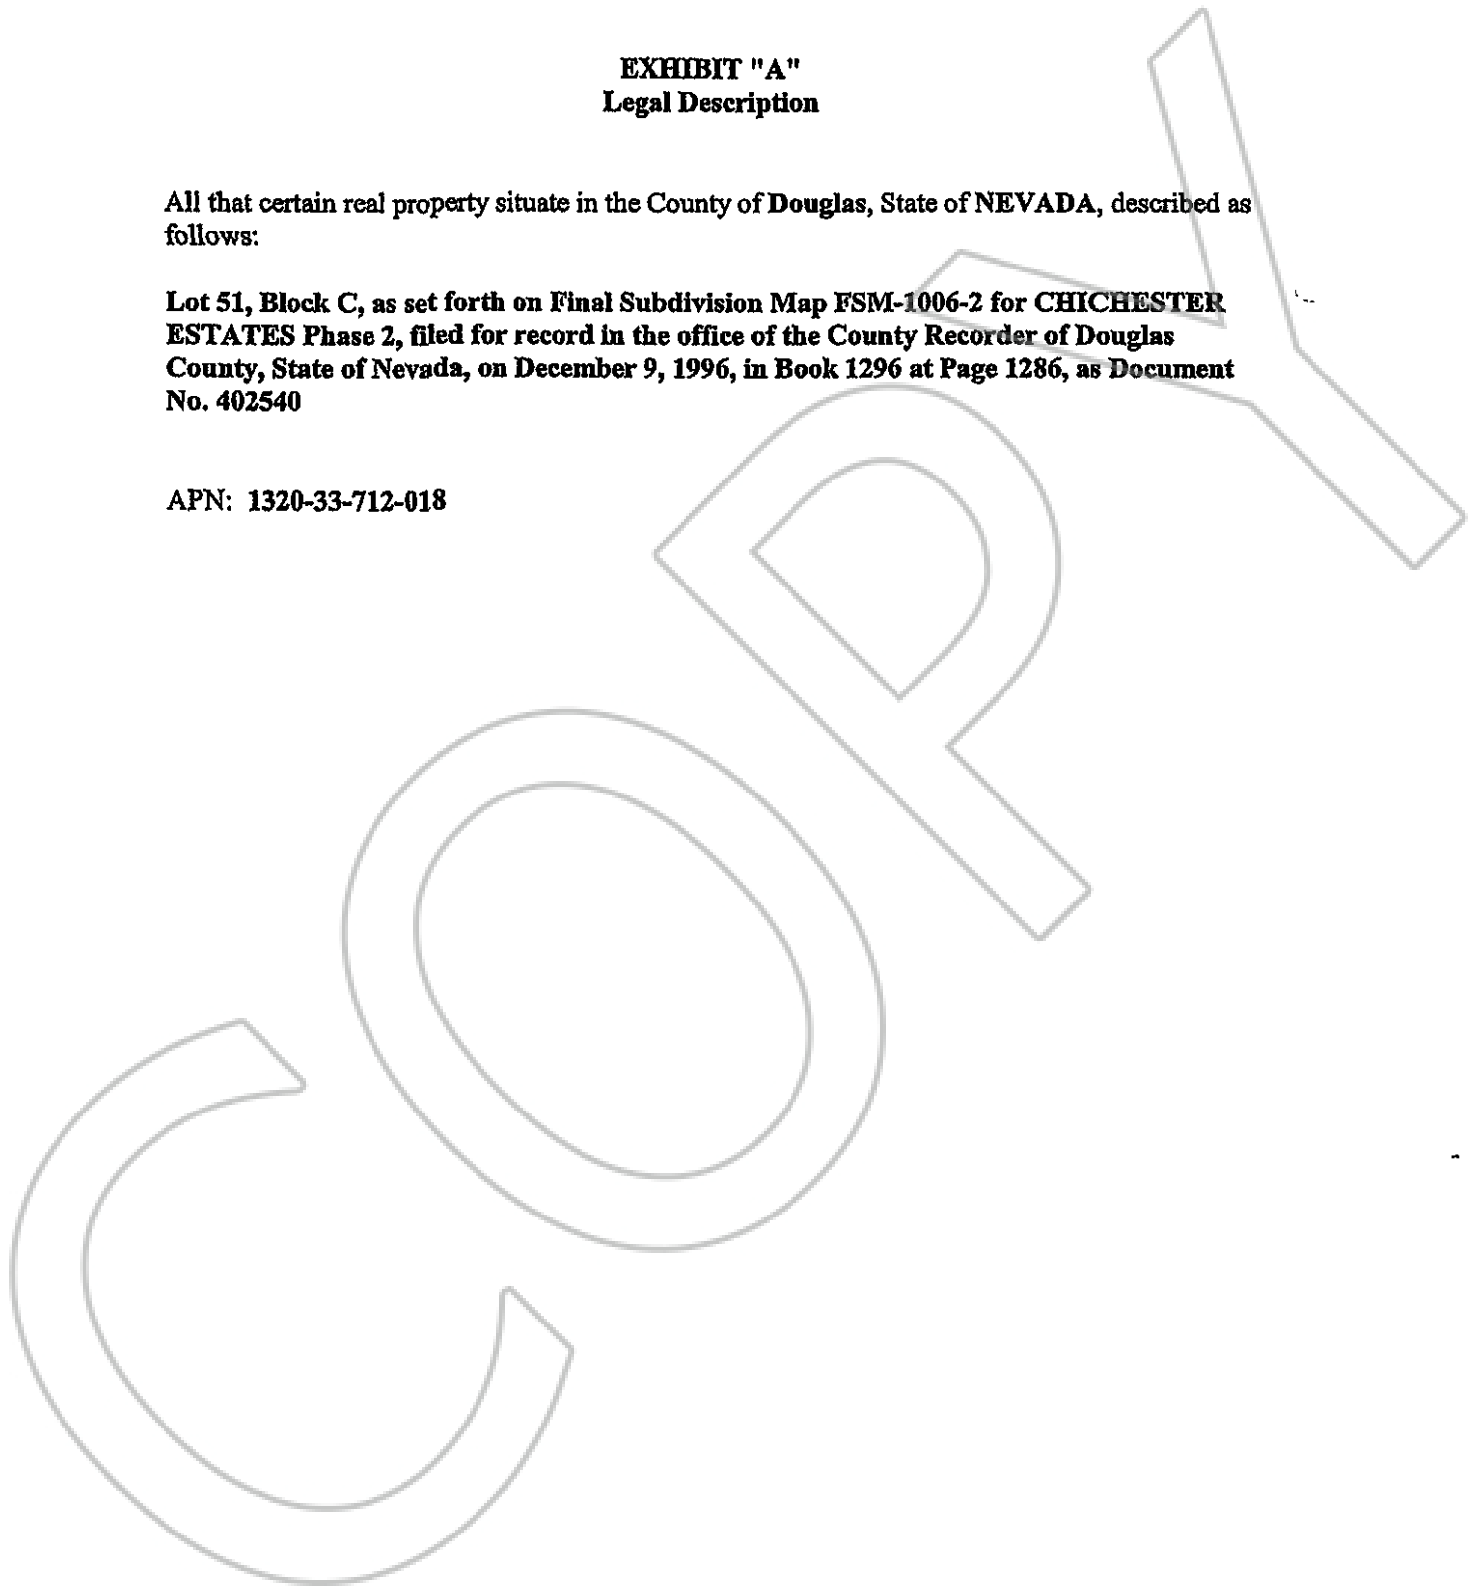 EXHIBIT "A"
Legal Description
All that certain real property situate in the County of Douglas, State of NEVADA, described as
follows:
Lot 51, Block C, as set forth on Final Subdivision Map FSM-1006-2 for CHICHESTER
ESTATES Phase 2, filed for record in the office of the County Recorder of Douglas
County, State of Nevada, on December 9, 1996, in Book 1296 at Page 1286, as Document
No. 402540
APN: 1320-33-712-018
COPY